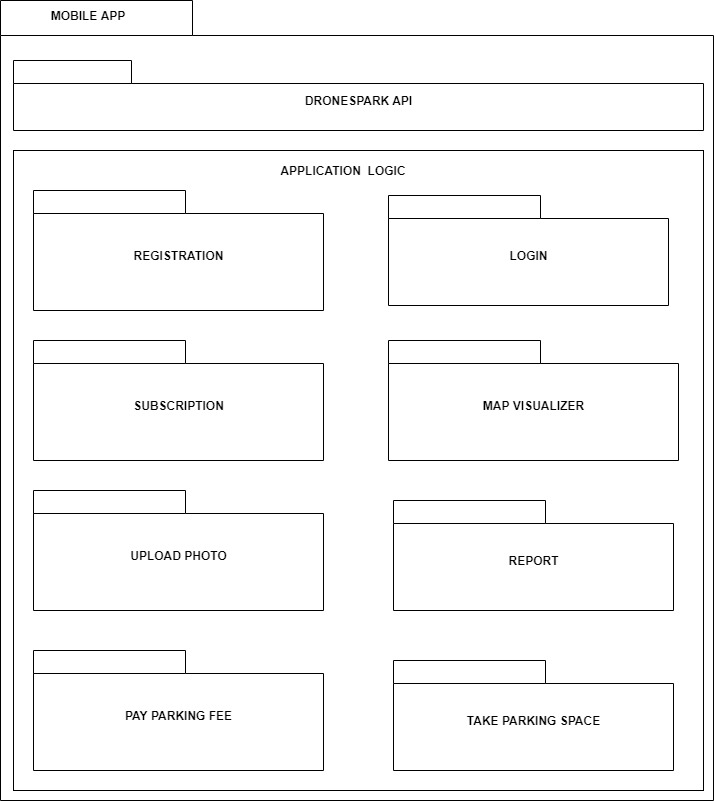 MOBILE APP
DRONESPARK API
APPLICATION LOGIC
REGISTRATION
LOGIN
SUBSCRIPTION
MAP VISUALIZER
UPLOAD PHOTO
REPORT
PAY PARKING FEE
TAKE PARKING SPACE